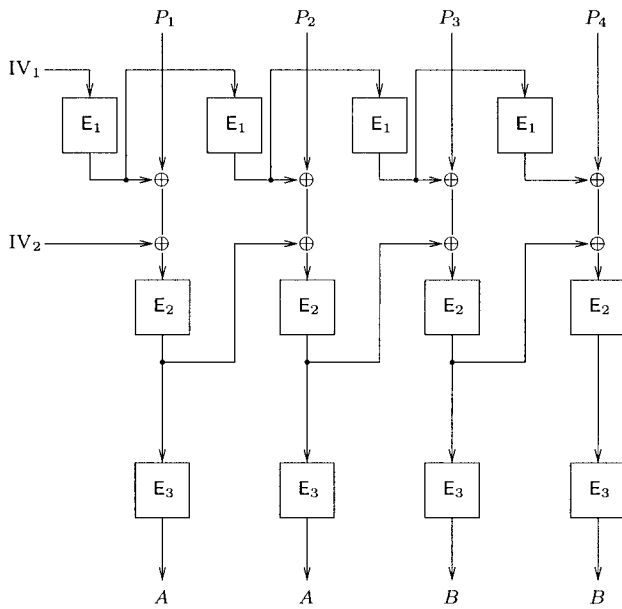 P₁ P₂ P₃ P₄
IV₁
E₁ E₁ E₁ E₁
IV₂
E₂ E₂ E₂ E₂
E₃ E₃ E₃ E₃
A A B B